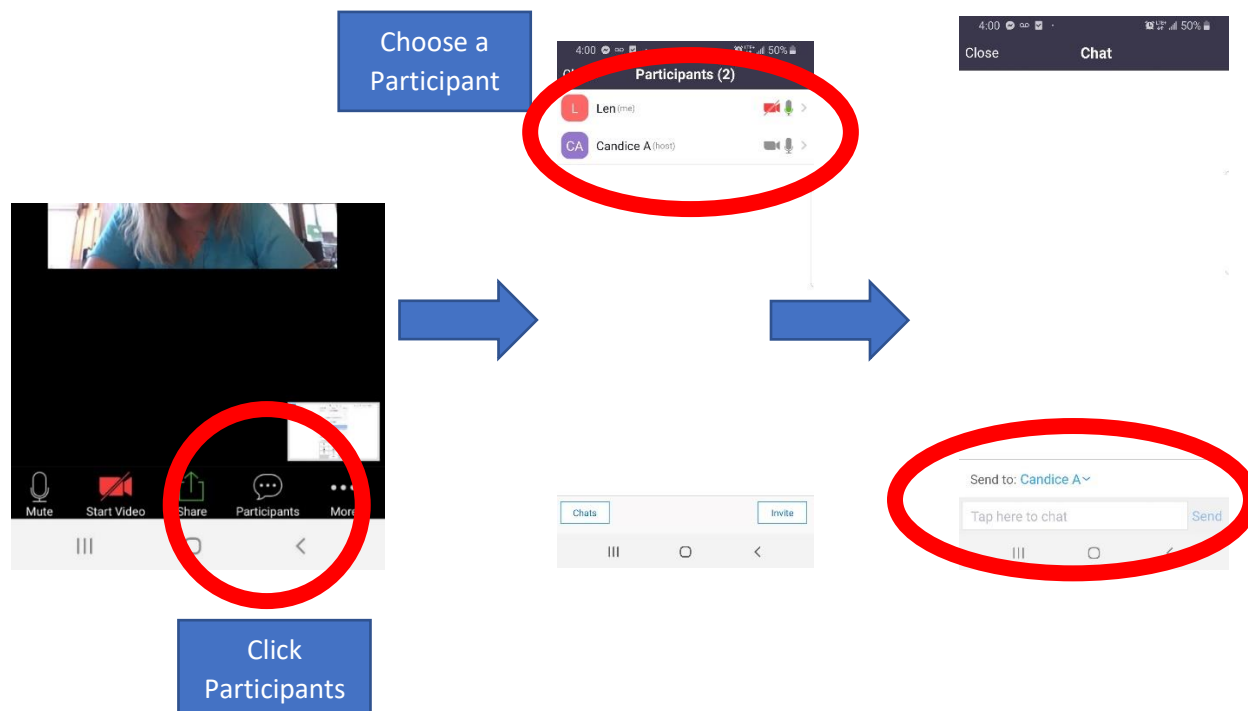 Choose a
Participant
4:00
50%
Participants (2)
L
Len (me)
CA
Candice A (host)
Chats
Invite
4:00
50%
Close
Chat
Send to: Candice A
Tap here to chat
Send
Mute
Start Video
Share
Participants
More
Click
Participants